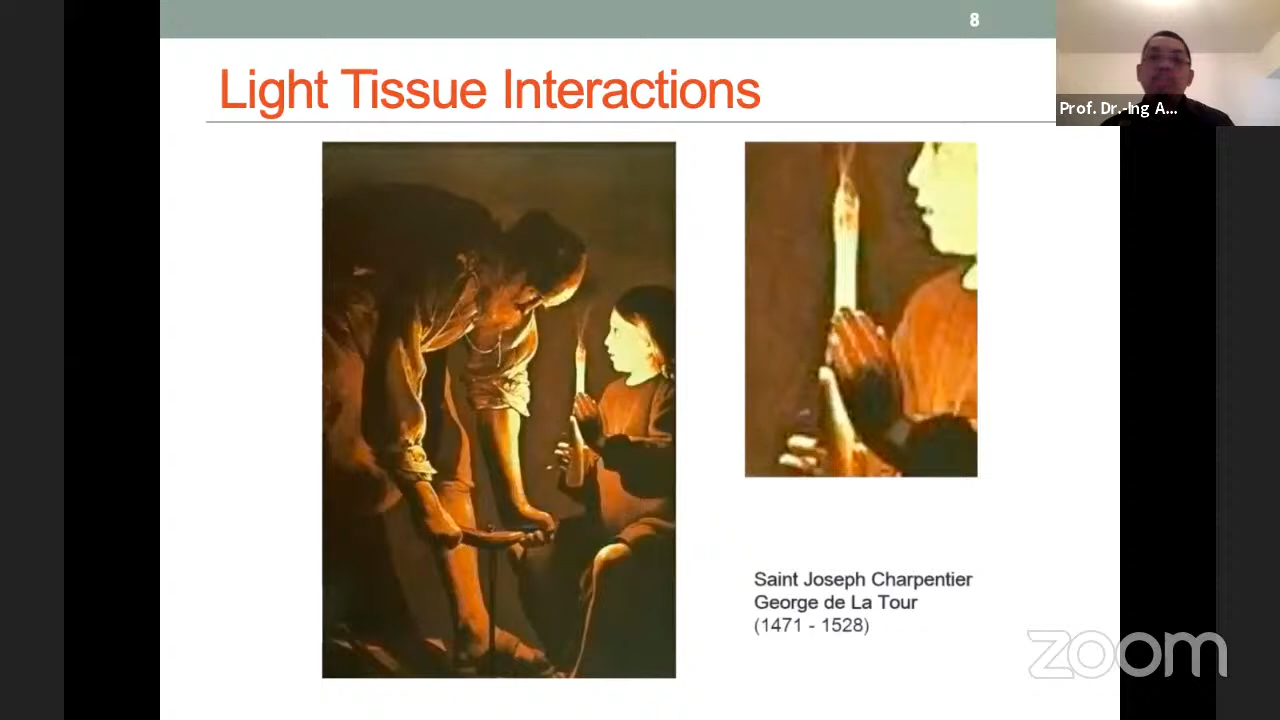 8
Light Tissue Interactions
Prof. Dr.-Ing A...
Saint Joseph Charpentier
George de La Tour
(1471 - 1528)
zoom